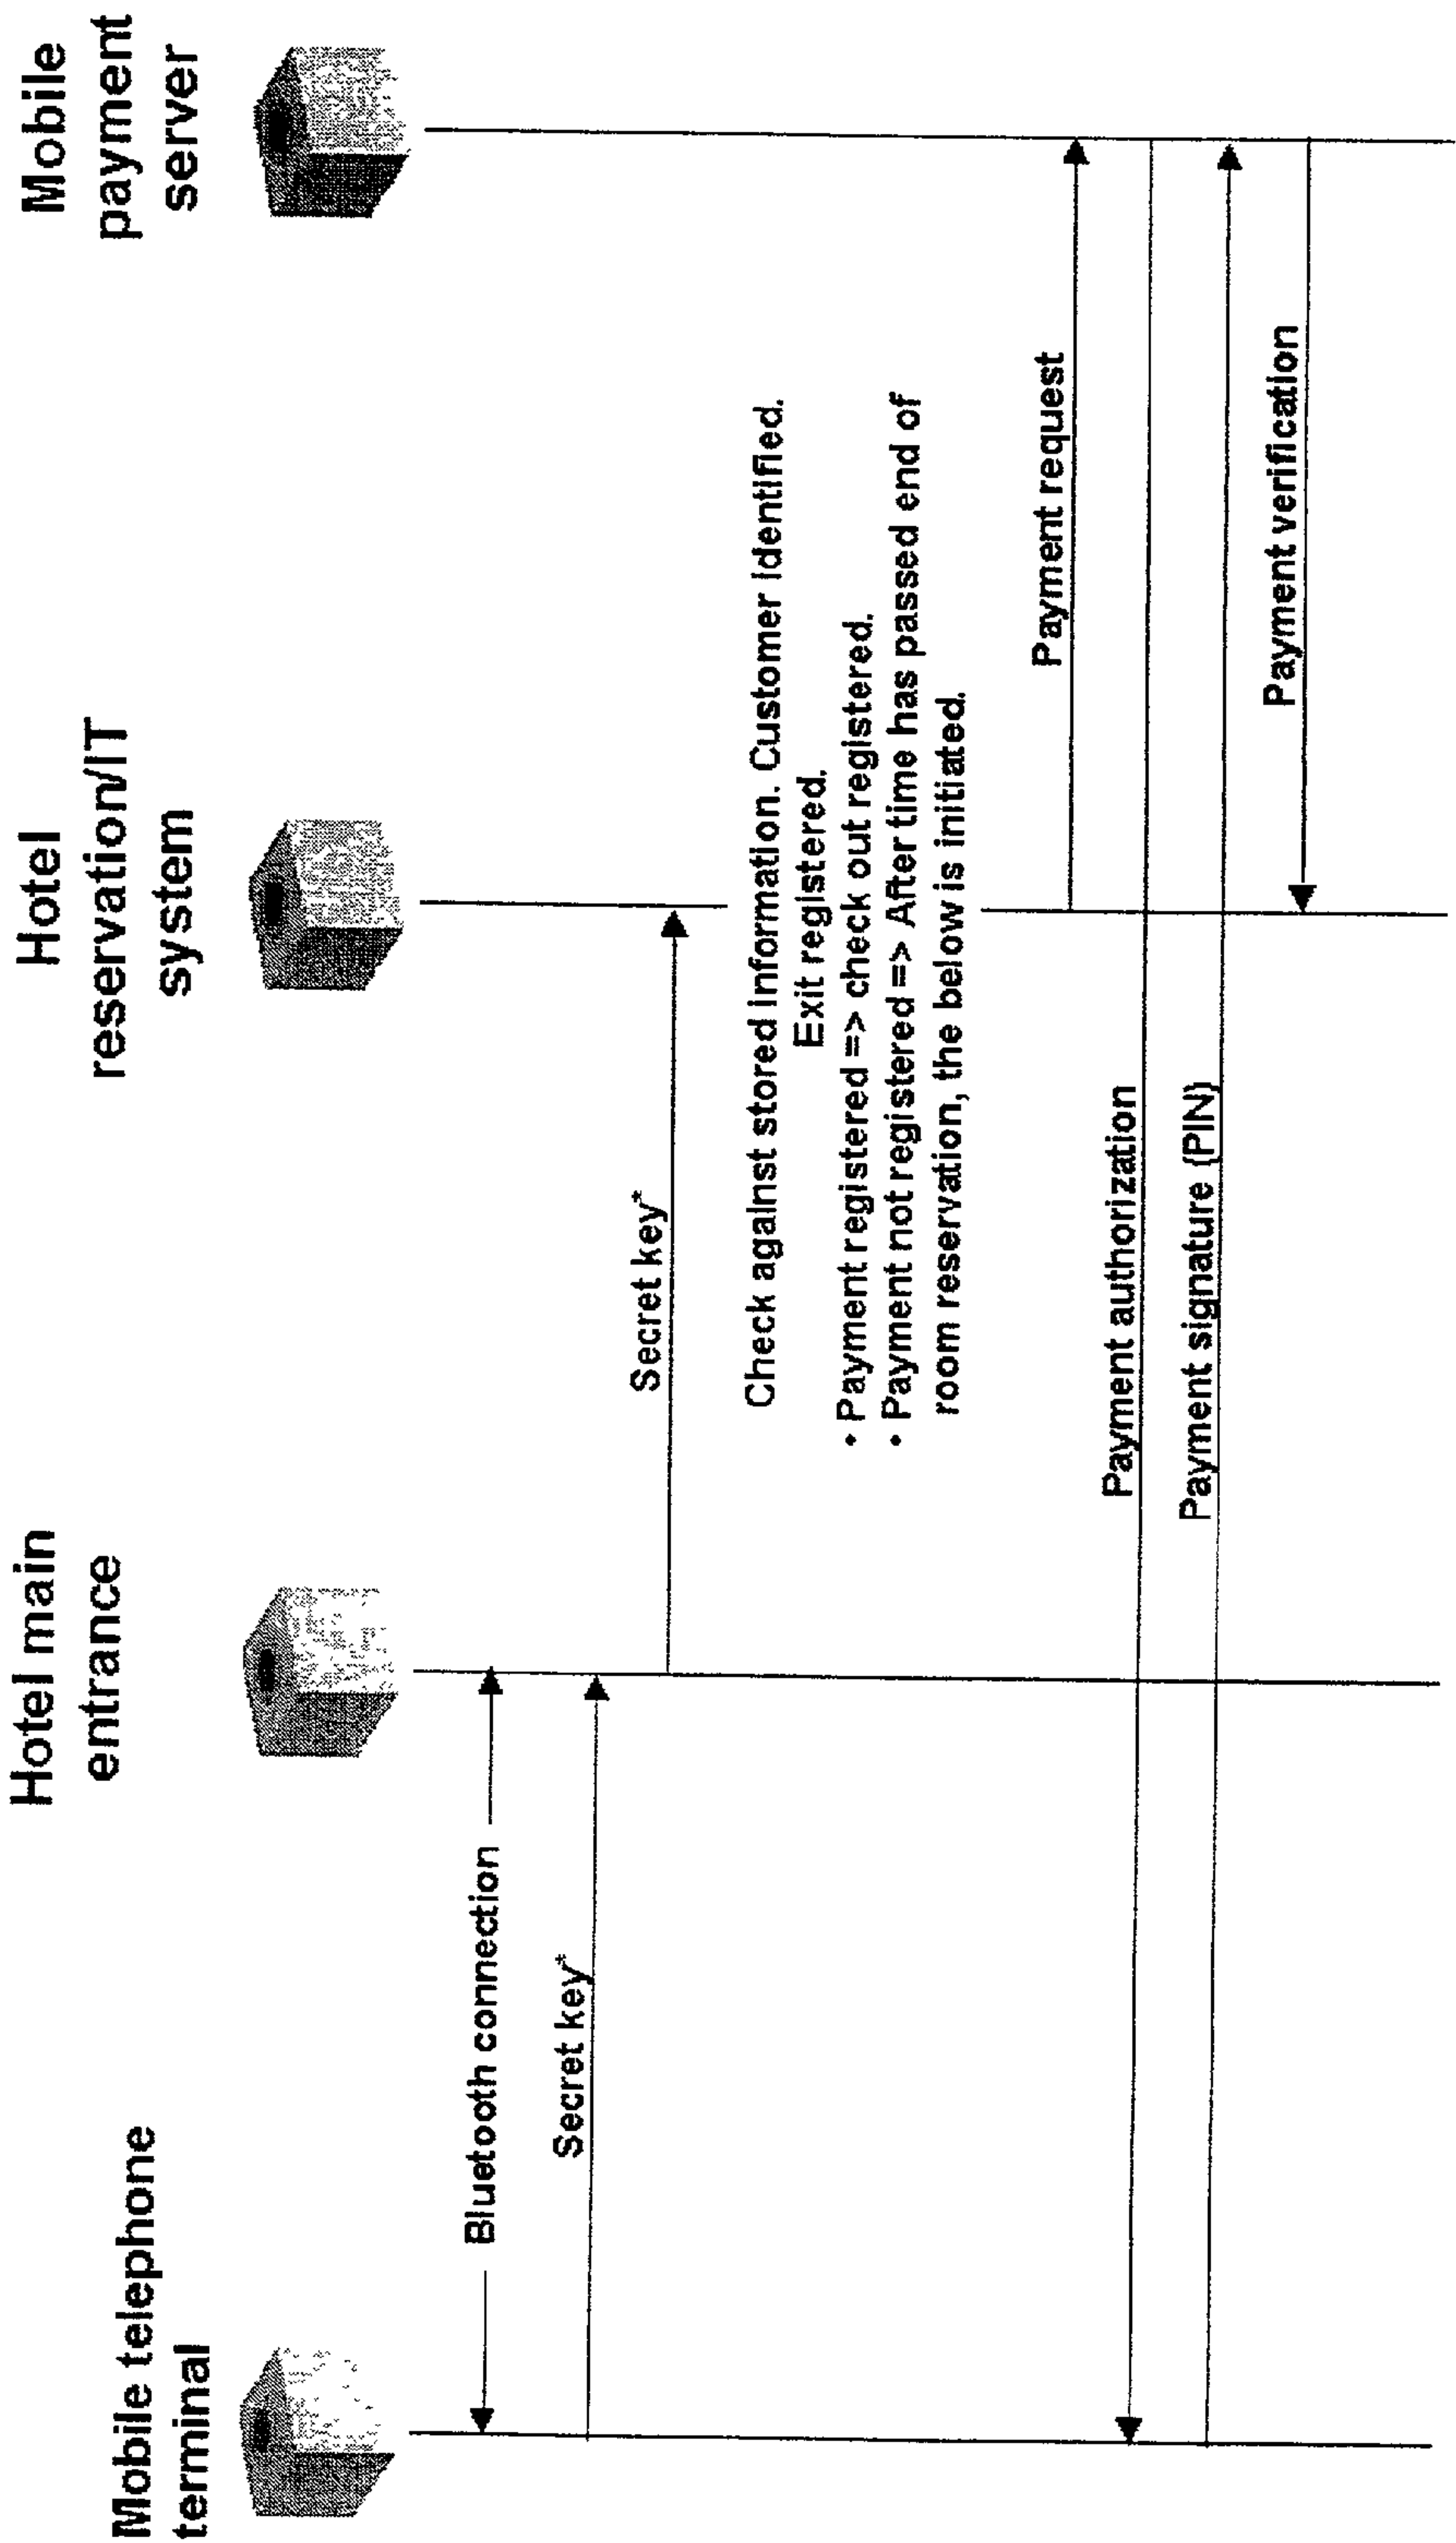 Mobile telephone
terminal
Hotel main
entrance
Hotel
reservation/IT
system
Mobile
payment
server
Bluetooth connection
Secret key*
Secret key*
Check against stored information. Customer identified.
Exit registered.
• Payment registered => check out registered.
• Payment not registered => After time has passed end of
room reservation, the below is initiated.
Payment request
Payment authorization
Payment signature (PIN)
Payment verification